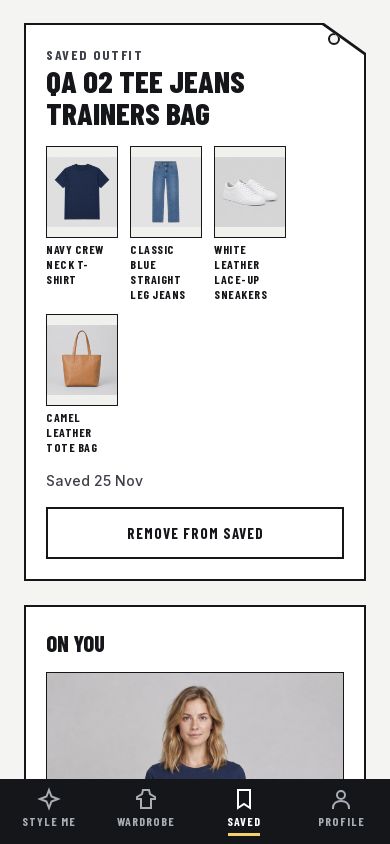 SAVED OUTFIT
QA 02 TEE JEANS
TRAINERS BAG
NAVY CREW
NECK T-
SHIRT
CLASSIC
BLUE
STRAIGHT
LEG JEANS
WHITE
LEATHER
LACE-UP
SNEAKERS
CAMEL
LEATHER
TOTE BAG
Saved 25 Nov
REMOVE FROM SAVED
ON YOU
STYLE ME
WARDROBE
SAVED
PROFILE